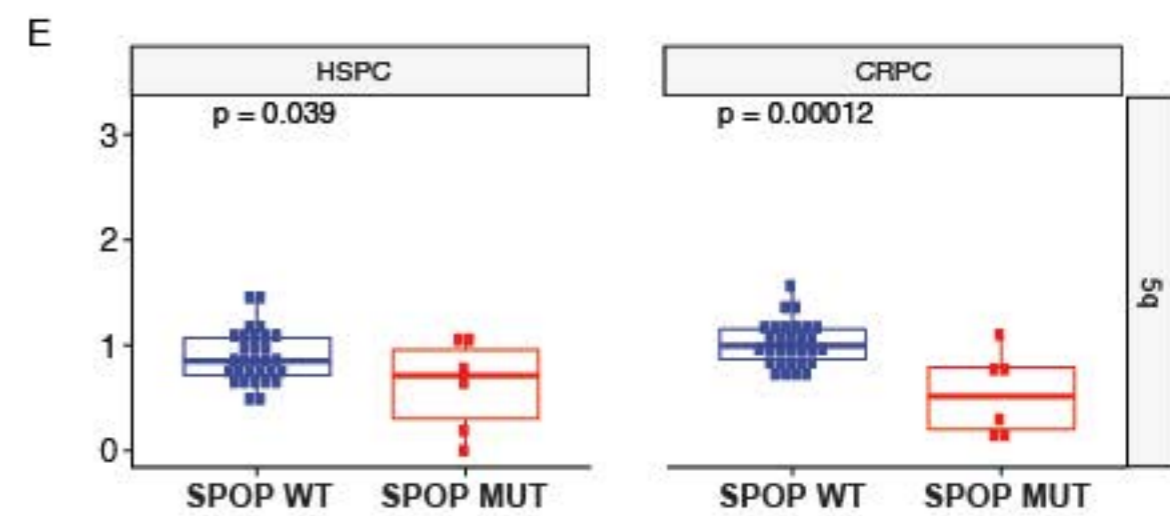 E
HSPC
CRPC
p = 0.039
p = 0.00012
3
2
1
0
5q
SPOP WT SPOP MUT
SPOP WT SPOP MUT